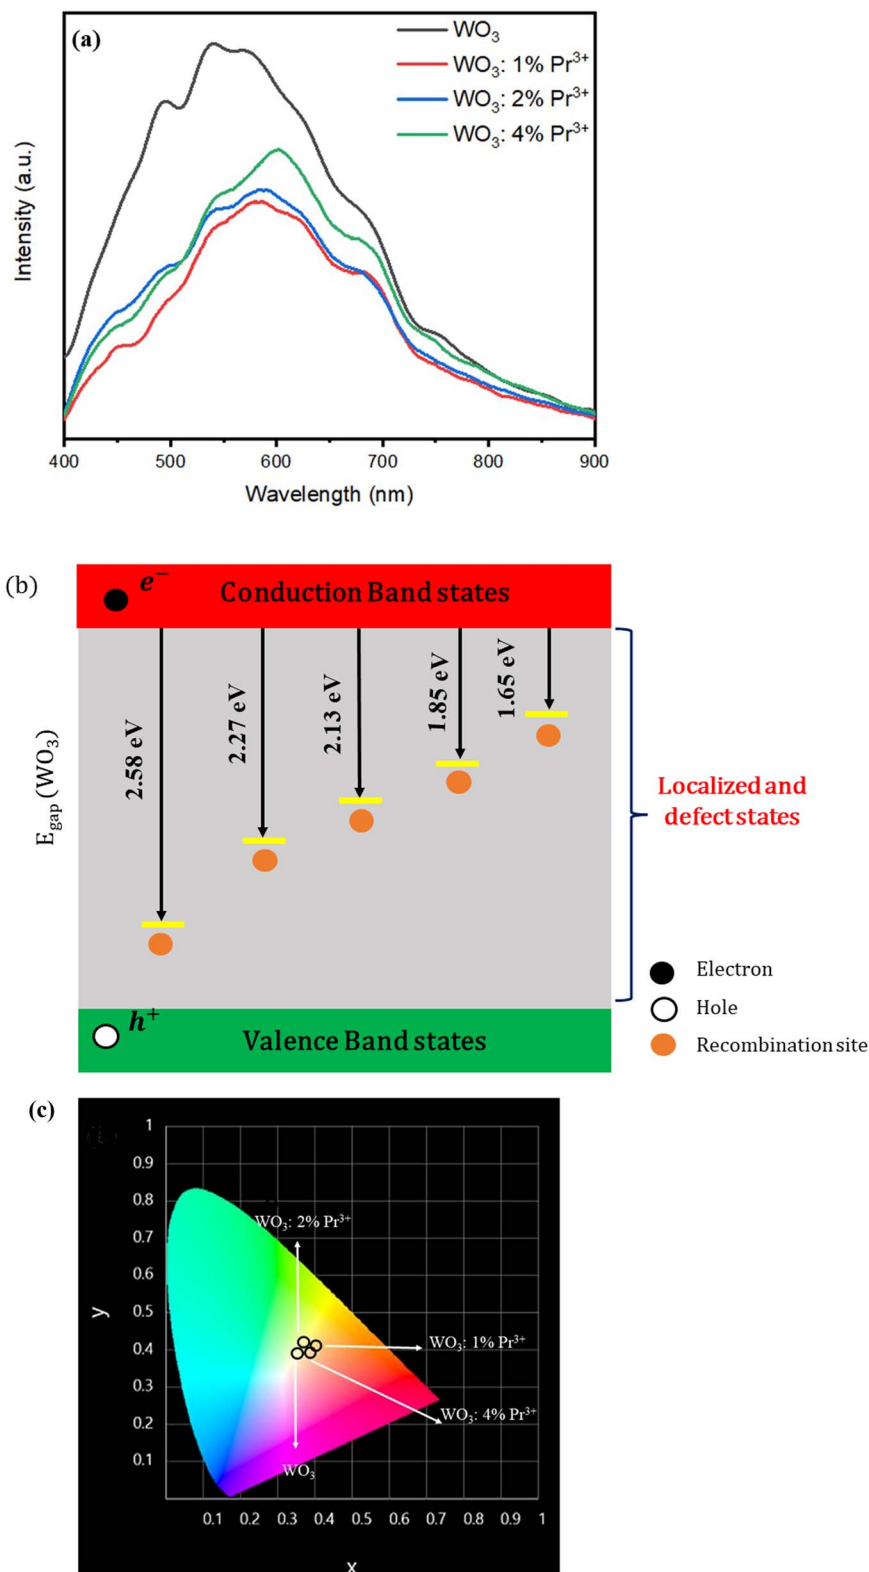 (a)
WO₃
WO₃: 1% Pr³⁺
WO₃: 2% Pr³⁺
WO₃: 4% Pr³⁺
Intensity (a.u.)
400 500 600 700 800 900
Wavelength (nm)
(b)
e⁻
Conduction Band states
E_gap (WO₃)
2.58 eV
2.27 eV
2.13 eV
1.85 eV
1.65 eV
Localized and
defect states
h⁺
Valence Band states
Electron
Hole
Recombination site
(c)
1
0.9
0.8
0.7
0.6
0.5
0.4
0.3
0.2
0.1
y
WO₃: 2% Pr³⁺
WO₃: 1% Pr³⁺
WO₃: 4% Pr³⁺
WO₃
0.1 0.2 0.3 0.4 0.5 0.6 0.7 0.8 0.9 1
x